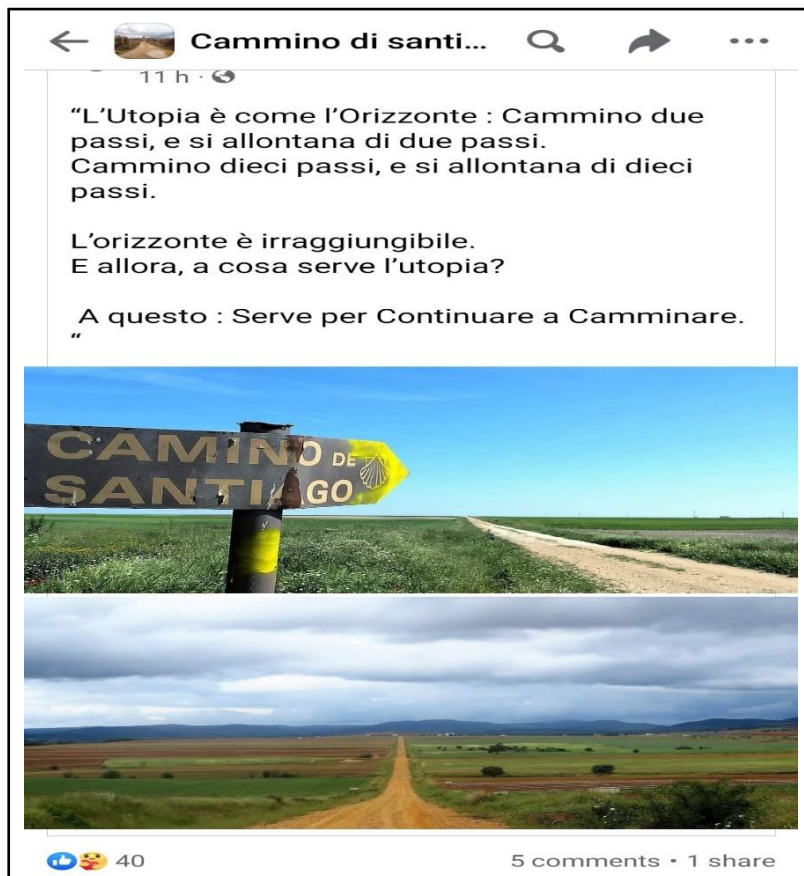 Cammino di santi...
11 h ·
“L’Utopia è come l’Orizzonte : Cammino due
passi, e si allontana di due passi.
Cammino dieci passi, e si allontana di dieci
passi.
L’orizzonte è irraggiungibile.
E allora, a cosa serve l’utopia?
A questo : Serve per Continuare a Camminare.
“
CAMINO DE
SANTIAGO
40
5 comments • 1 share